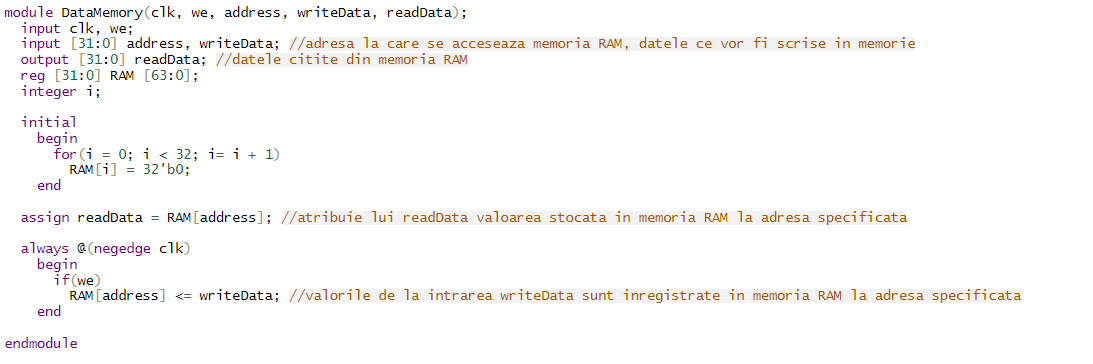 module DataMemory(clk, we, address, writeData, readData);
  input clk, we;
  input [31:0] address, writeData; //adresa la care se acceseaza memoria RAM, datele ce vor fi scrise in memorie
  output [31:0] readData; //datele citite din memoria RAM
  reg [31:0] RAM [63:0];
  integer i;

  initial
    begin
      for(i = 0; i < 32; i= i + 1)
        RAM[i] = 32'b0;
    end

  assign readData = RAM[address]; //atribuie lui readData valoarea stocata in memoria RAM la adresa specificata

  always @(negedge clk)
    begin
      if(we)
        RAM[address] <= writeData; //valorile de la intrarea writeData sunt inregistrate in memoria RAM la adresa specificata
    end

endmodule